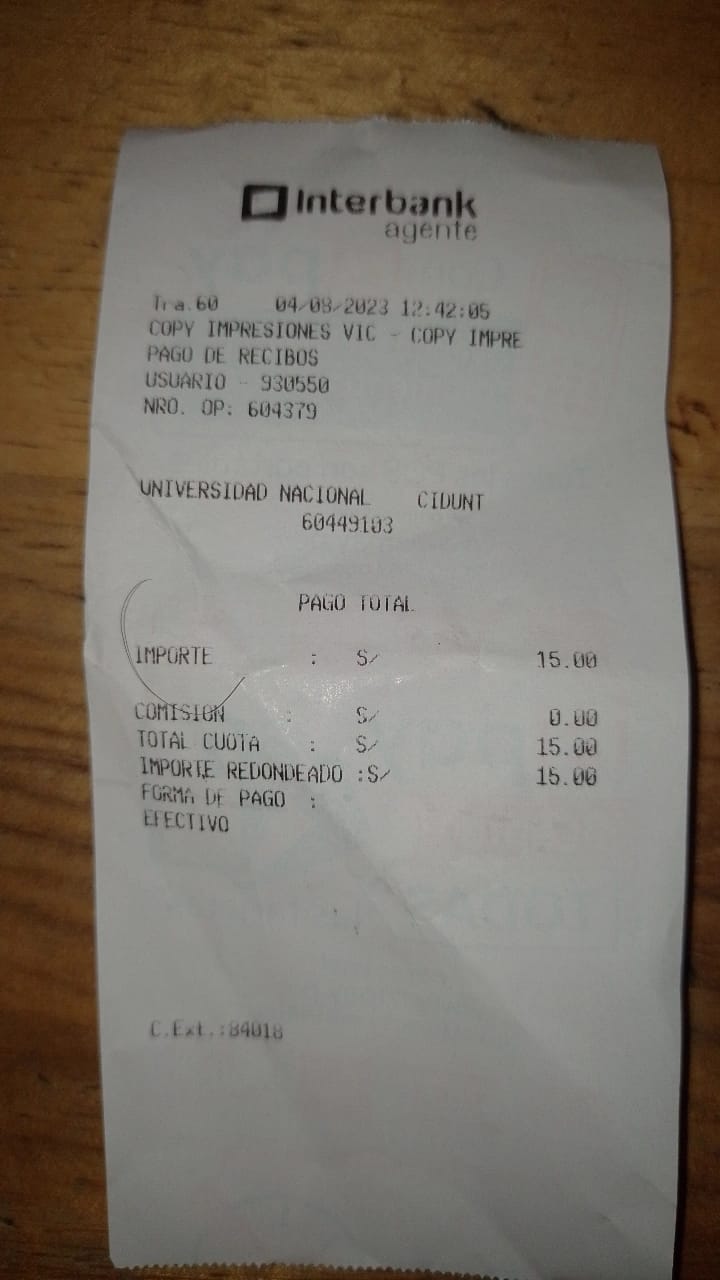 Interbank
agente
Tra.60 04/08/2023 12:42:05
COPY IMPRESIONES VIC - COPY IMPRE
PAGO DE RECIBOS
USUARIO - 930550
NRO. OP: 604379
UNIVERSIDAD NACIONAL CIDUNT
60449103
PAGO TOTAL
IMPORTE : S/ 15.00
COMISION : S/ 0.00
TOTAL CUOTA : S/ 15.00
IMPORTE REDONDEADO :S/ 15.00
FORMA DE PAGO :
EFECTIVO
C.Ext.:84018